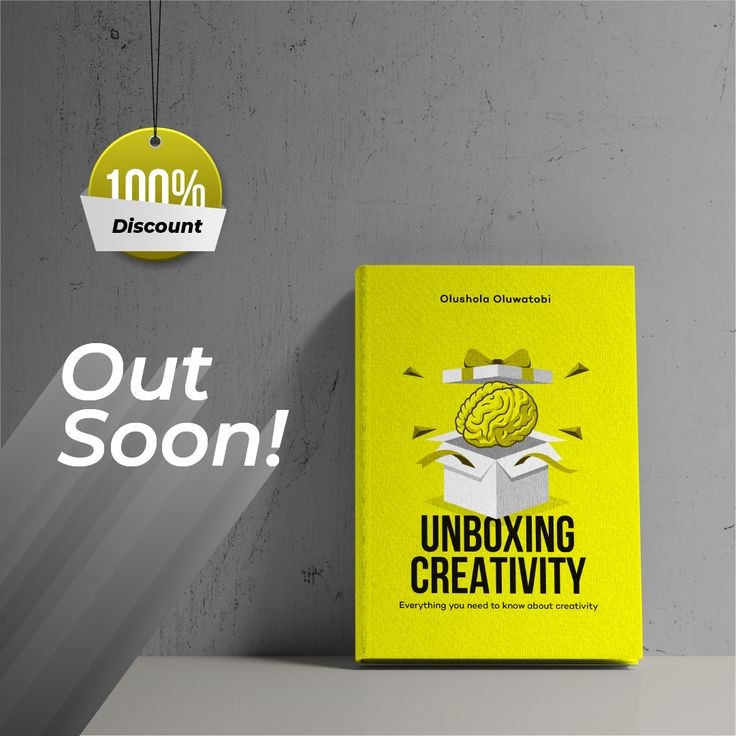 100%
Discount
Out
Soon!
Olushola Oluwatobi
UNBOXING
CREATIVITY
Everything you need to know about creativity